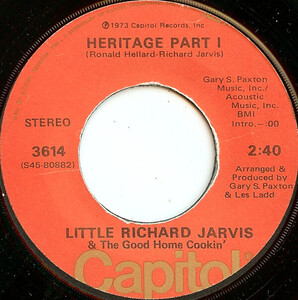 ℗1973 Capitol Records, Inc
HERITAGE PART I
(Ronald Hellard-Richard Jarvis)
Gary S. Paxton
Music, Inc./
Acoustic
Music, Inc.
BMI
Intro.-:00
STEREO
3614
(S45-80882)
2:40
Arranged &
Produced by
Gary S. Paxton
& Les Ladd
LITTLE RICHARD JARVIS
& The Good Home Cookin'
Capitol